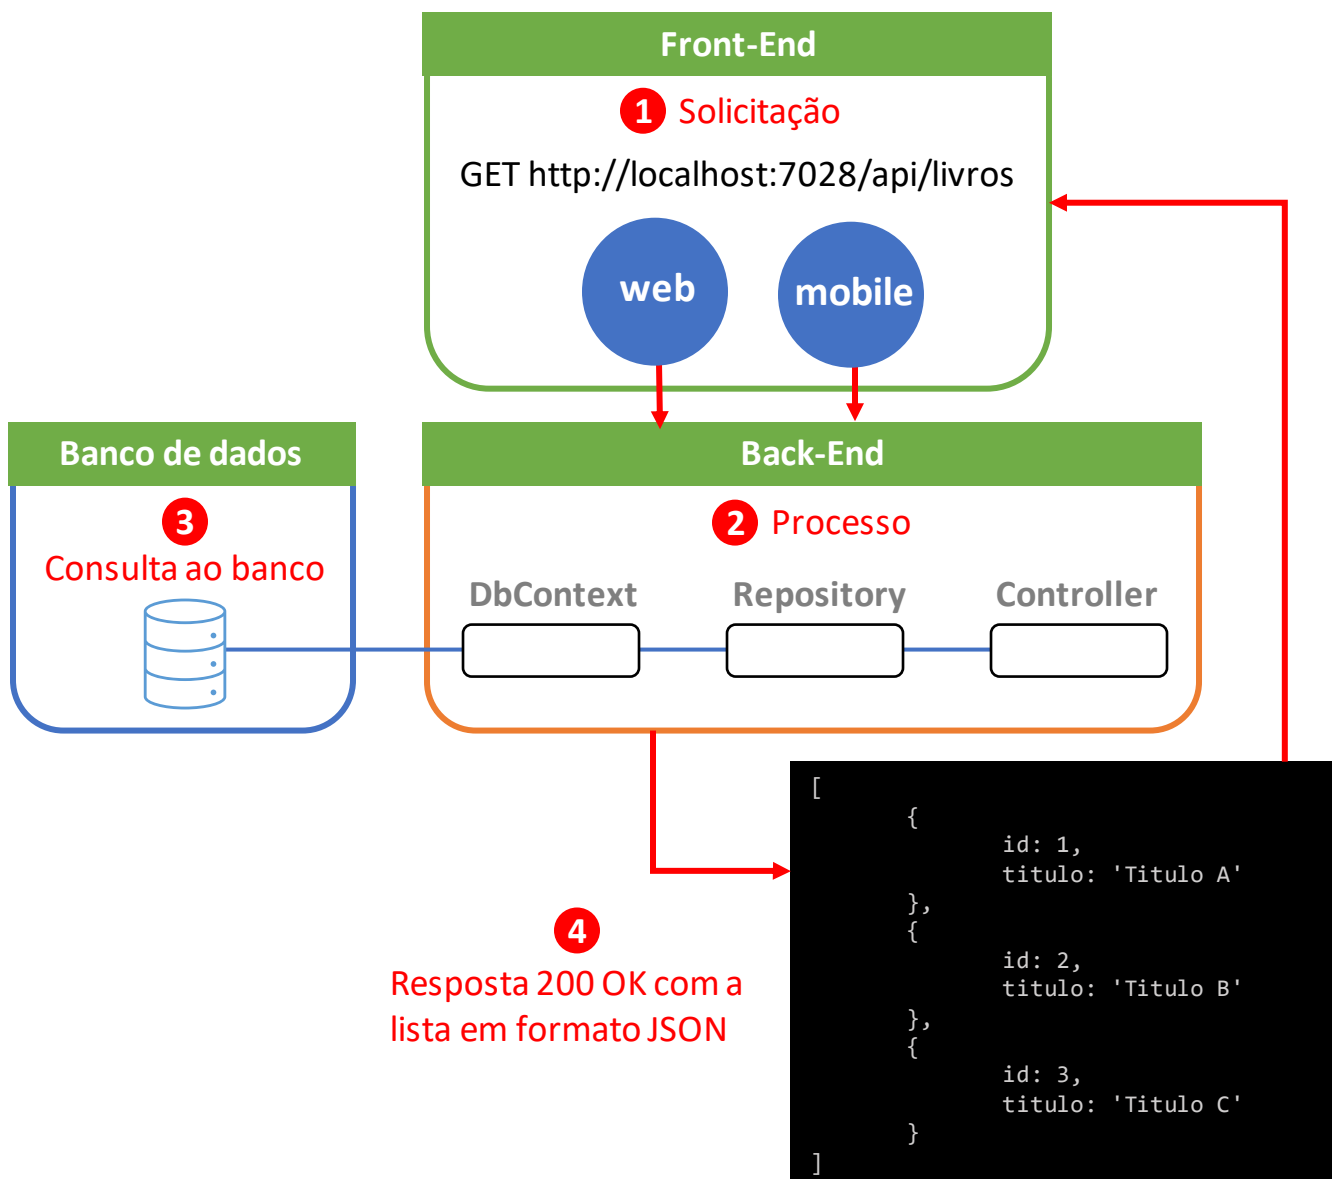 Front-End
1 Solicitação
GET http://localhost:7028/api/livros
web
mobile
Banco de dados
3
Consulta ao banco
Back-End
2 Processo
DbContext
Repository
Controller
4
Resposta 200 OK com a
lista em formato JSON
[
{
id: 1,
titulo: 'Titulo A'
},
{
id: 2,
titulo: 'Titulo B'
},
{
id: 3,
titulo: 'Titulo C'
}
]